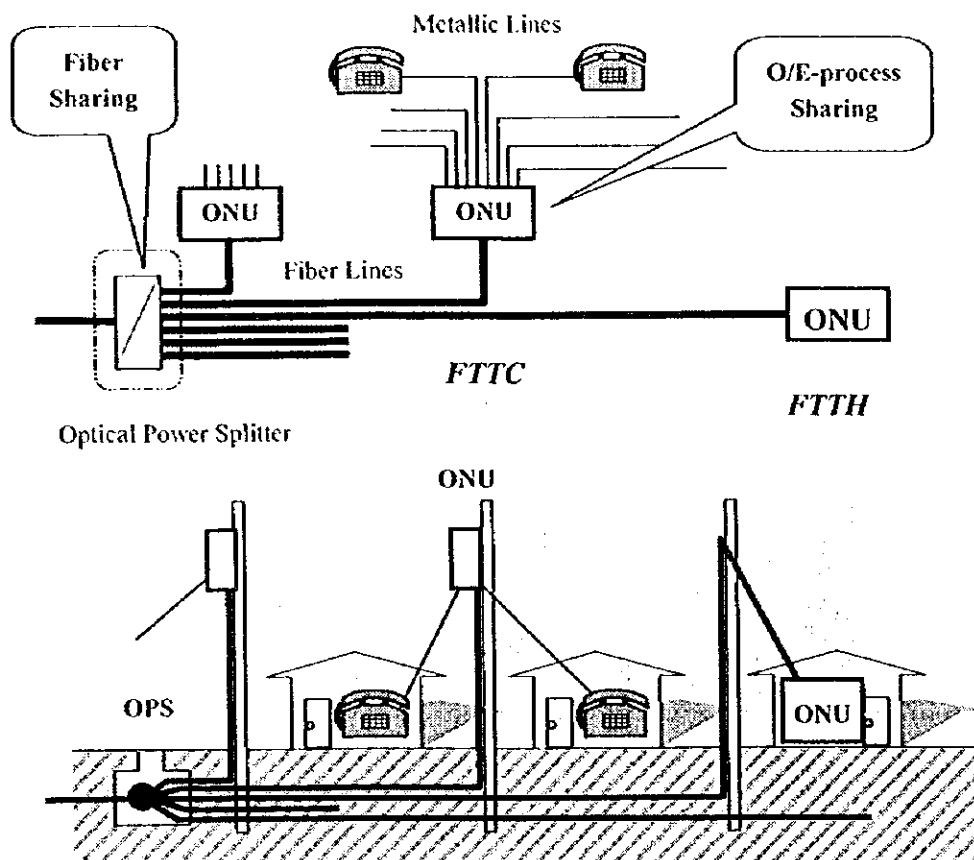 Metallic Lines
Fiber
Sharing
O/E-process
Sharing
ONU
ONU
Fiber Lines
ONU
FTTC
FTTH
Optical Power Splitter
ONU
OPS
ONU